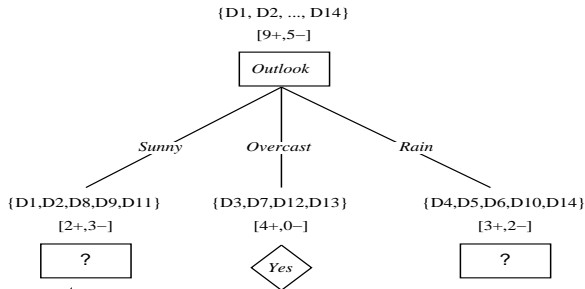 {D1, D2, ..., D14}
[9+,5−]
Outlook
Sunny Overcast Rain
{D1,D2,D8,D9,D11} {D3,D7,D12,D13} {D4,D5,D6,D10,D14}
[2+,3−] [4+,0−] [3+,2−]
? Yes ?